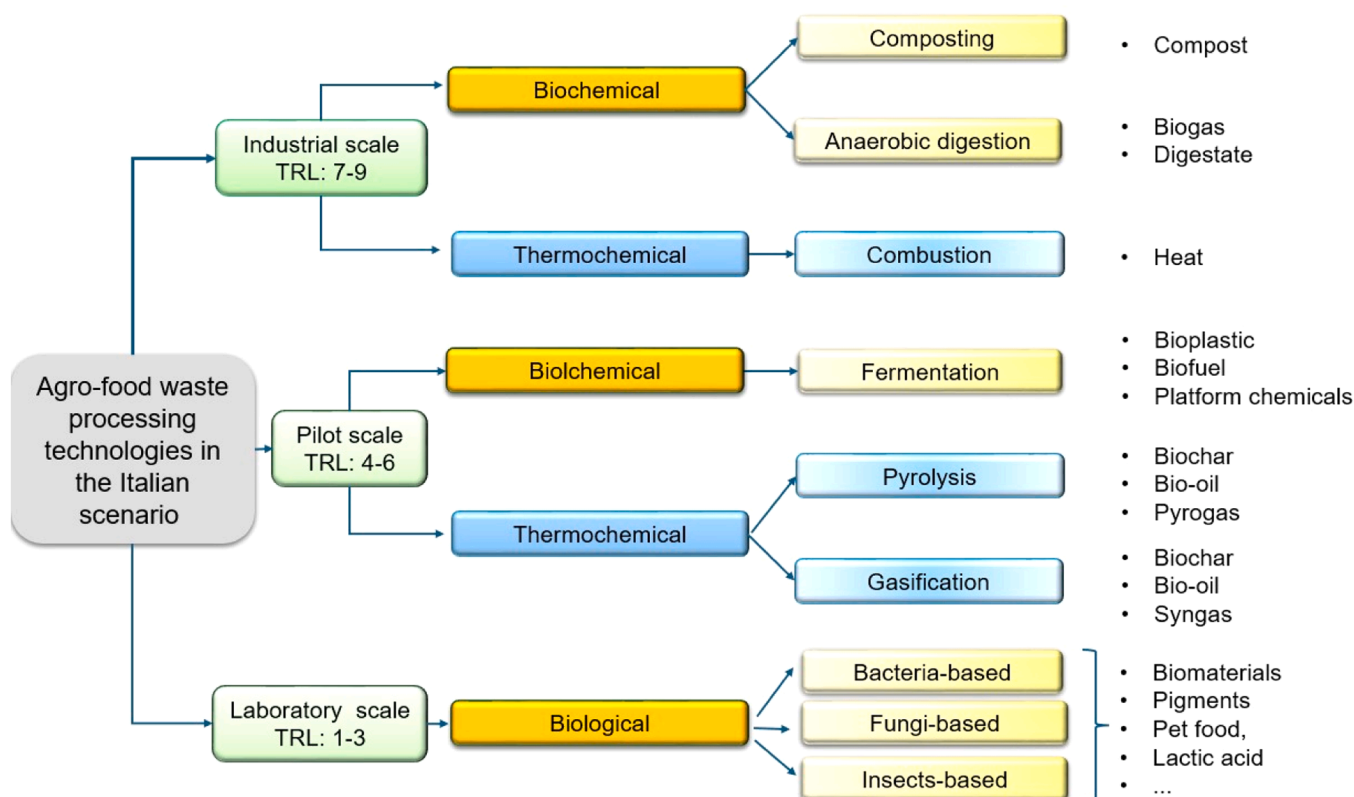 Agro-food waste
processing
technologies in
the Italian
scenario
Industrial scale
TRL: 7-9
Biochemical
Composting
• Compost
Anaerobic digestion
• Biogas
• Digestate
Thermochemical
Combustion
• Heat
Pilot scale
TRL: 4-6
Biolchemical
Fermentation
• Bioplastic
• Biofuel
• Platform chemicals
Thermochemical
Pyrolysis
• Biochar
• Bio-oil
• Pyrogas
Gasification
• Biochar
• Bio-oil
• Syngas
Laboratory scale
TRL: 1-3
Biological
Bacteria-based
Fungi-based
Insects-based
• Biomaterials
• Pigments
• Pet food,
• Lactic acid
• ...